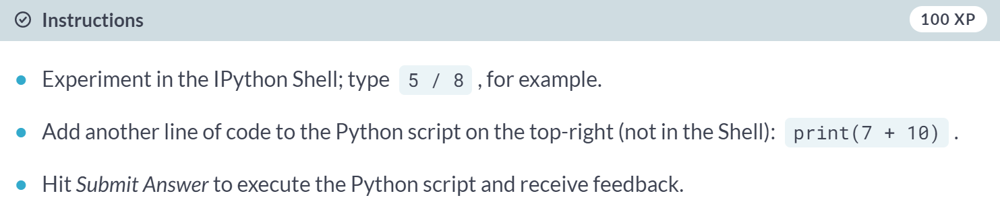 Instructions 100 XP
Experiment in the IPython Shell; type 5 / 8 , for example.
Add another line of code to the Python script on the top-right (not in the Shell): print(7 + 10) .
Hit Submit Answer to execute the Python script and receive feedback.